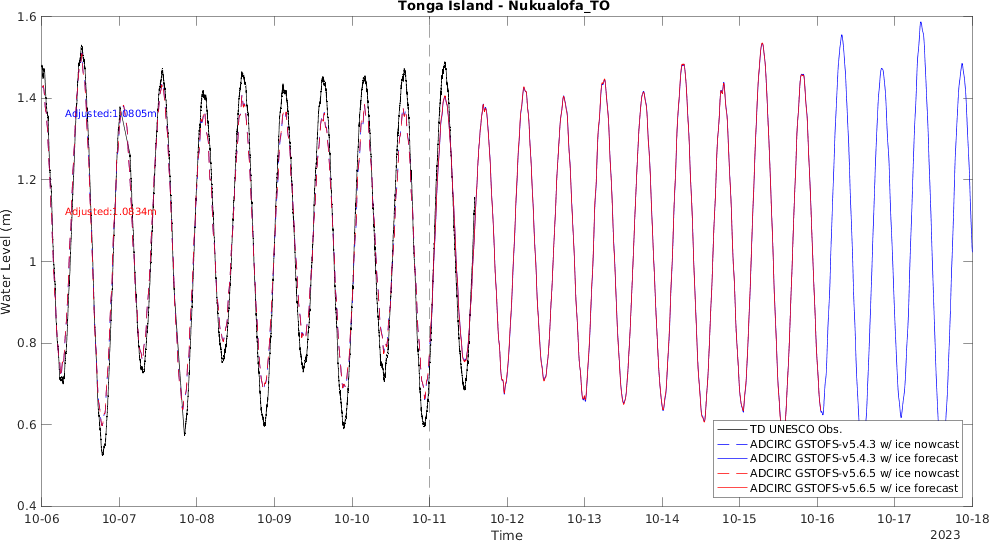 Tonga Island - Nukualofa_TO
1.6
1.4
1.2
1
0.8
0.6
0.4
Water Level (m)
Adjusted:1.0805m
Adjusted:1.0834m
TD UNESCO Obs.
ADCIRC GSTOFS-v5.4.3 w/ ice nowcast
ADCIRC GSTOFS-v5.4.3 w/ ice forecast
ADCIRC GSTOFS-v5.6.5 w/ ice nowcast
ADCIRC GSTOFS-v5.6.5 w/ ice forecast
10-06 10-07 10-08 10-09 10-10 10-11 10-12 10-13 10-14 10-15 10-16 10-17 10-18
Time
2023